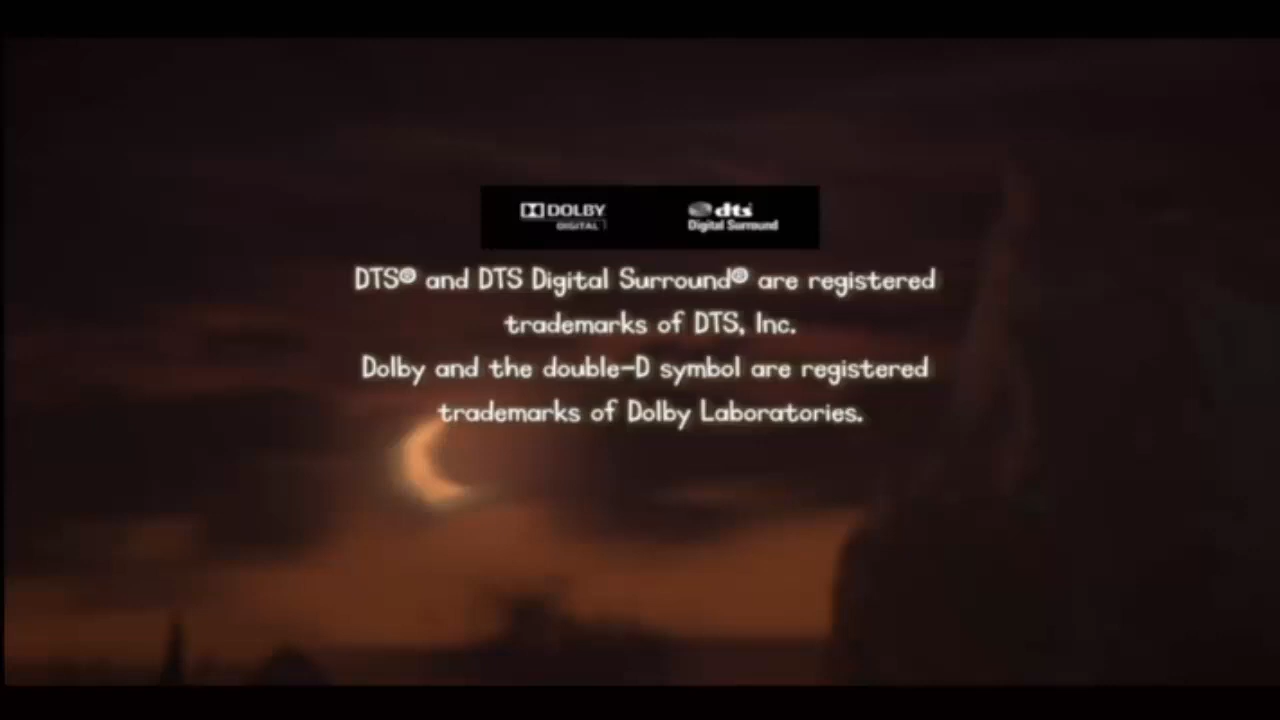 DOLBY dts
DIGITAL Digital Surround
DTS® and DTS Digital Surround® are registered
trademarks of DTS, Inc.
Dolby and the double-D symbol are registered
trademarks of Dolby Laboratories.